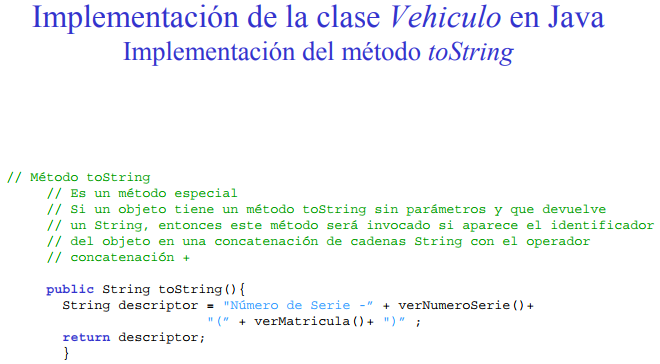 Implementación de la clase Vehiculo en Java
Implementación del método toString
// Método toString
// Es un método especial
// Si un objeto tiene un método toString sin parámetros y que devuelve
// un String, entonces este método será invocado si aparece el identificador
// del objeto en una concatenación de cadenas String con el operador
// concatenación +
public String toString(){
String descriptor = "Número de Serie -” + verNumeroSerie()+
"(” + verMatricula()+ ")” ;
return descriptor;
}